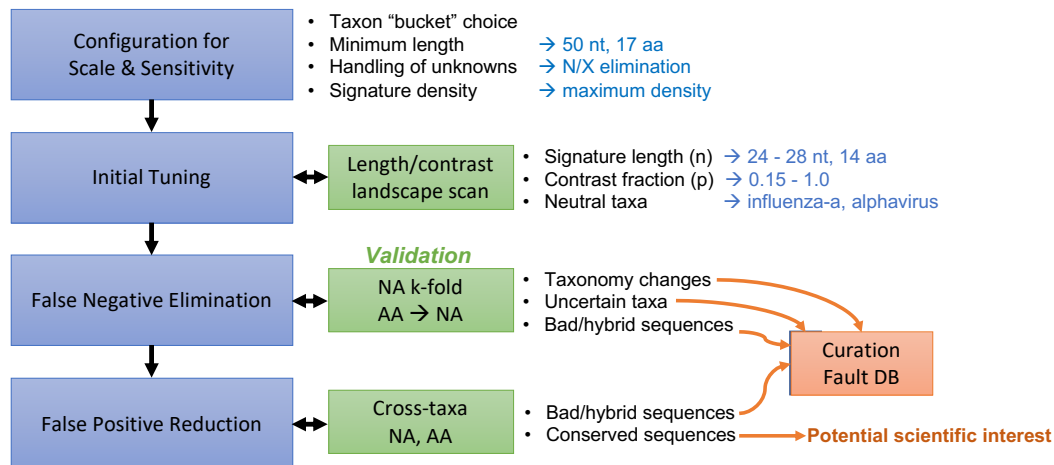 Configuration for
Scale & Sensitivity
• Taxon “bucket” choice
• Minimum length → 50 nt, 17 aa
• Handling of unknowns → N/X elimination
• Signature density → maximum density
Initial Tuning
Length/contrast
landscape scan
• Signature length (n) → 24 - 28 nt, 14 aa
• Contrast fraction (p) → 0.15 - 1.0
• Neutral taxa → influenza-a, alphavirus
Validation
False Negative Elimination
NA k-fold
AA → NA
• Taxonomy changes
• Uncertain taxa
• Bad/hybrid sequences
Curation
Fault DB
False Positive Reduction
Cross-taxa
NA, AA
• Bad/hybrid sequences
• Conserved sequences
Potential scientific interest